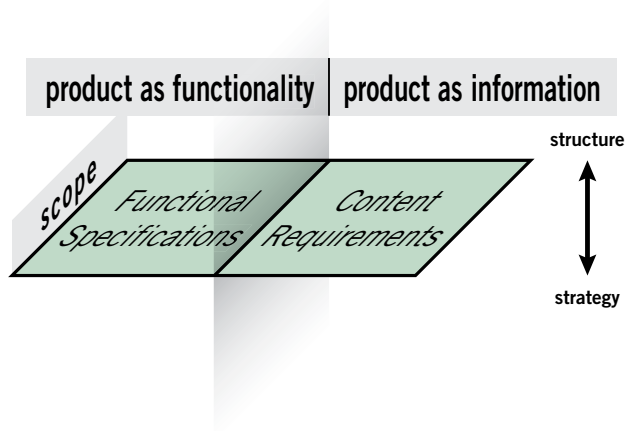 product as functionality
product as information
structure
scope
Functional
Specifications
Content
Requirements
strategy